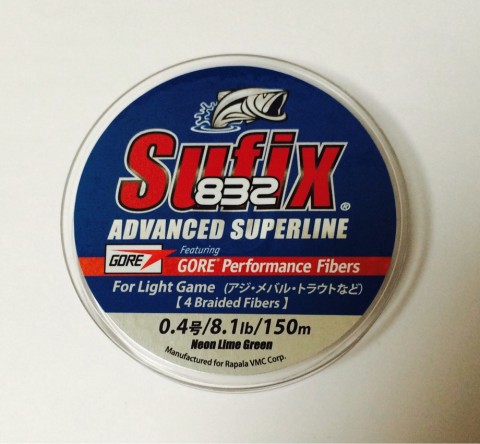 Sufix®
832
ADVANCED SUPERLINE
GORE
Featuring
GORE® Performance Fibers
For Light Game （アジ・メバル・トラウトなど）
【4 Braided Fibers】
0.4号/8.1lb/150m
Neon Lime Green
Manufactured for Rapala VMC Corp.